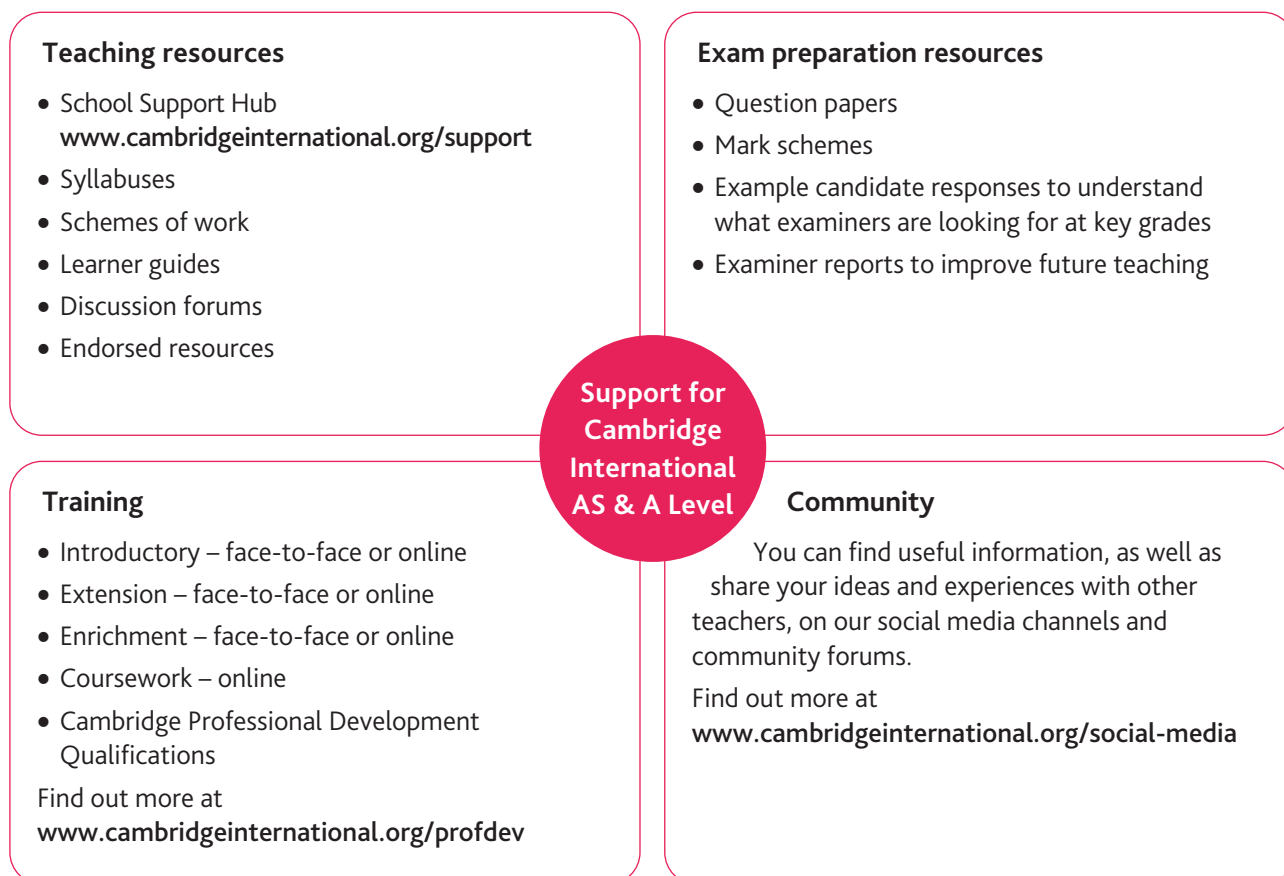 Teaching resources
• School Support Hub
www.cambridgeinternational.org/support
• Syllabuses
• Schemes of work
• Learner guides
• Discussion forums
• Endorsed resources
Exam preparation resources
• Question papers
• Mark schemes
• Example candidate responses to understand
what examiners are looking for at key grades
• Examiner reports to improve future teaching
Support for
Cambridge
International
AS & A Level
Training
• Introductory – face-to-face or online
• Extension – face-to-face or online
• Enrichment – face-to-face or online
• Coursework – online
• Cambridge Professional Development
Qualifications
Find out more at
www.cambridgeinternational.org/profdev
Community
You can find useful information, as well as
share your ideas and experiences with other
teachers, on our social media channels and
community forums.
Find out more at
www.cambridgeinternational.org/social-media